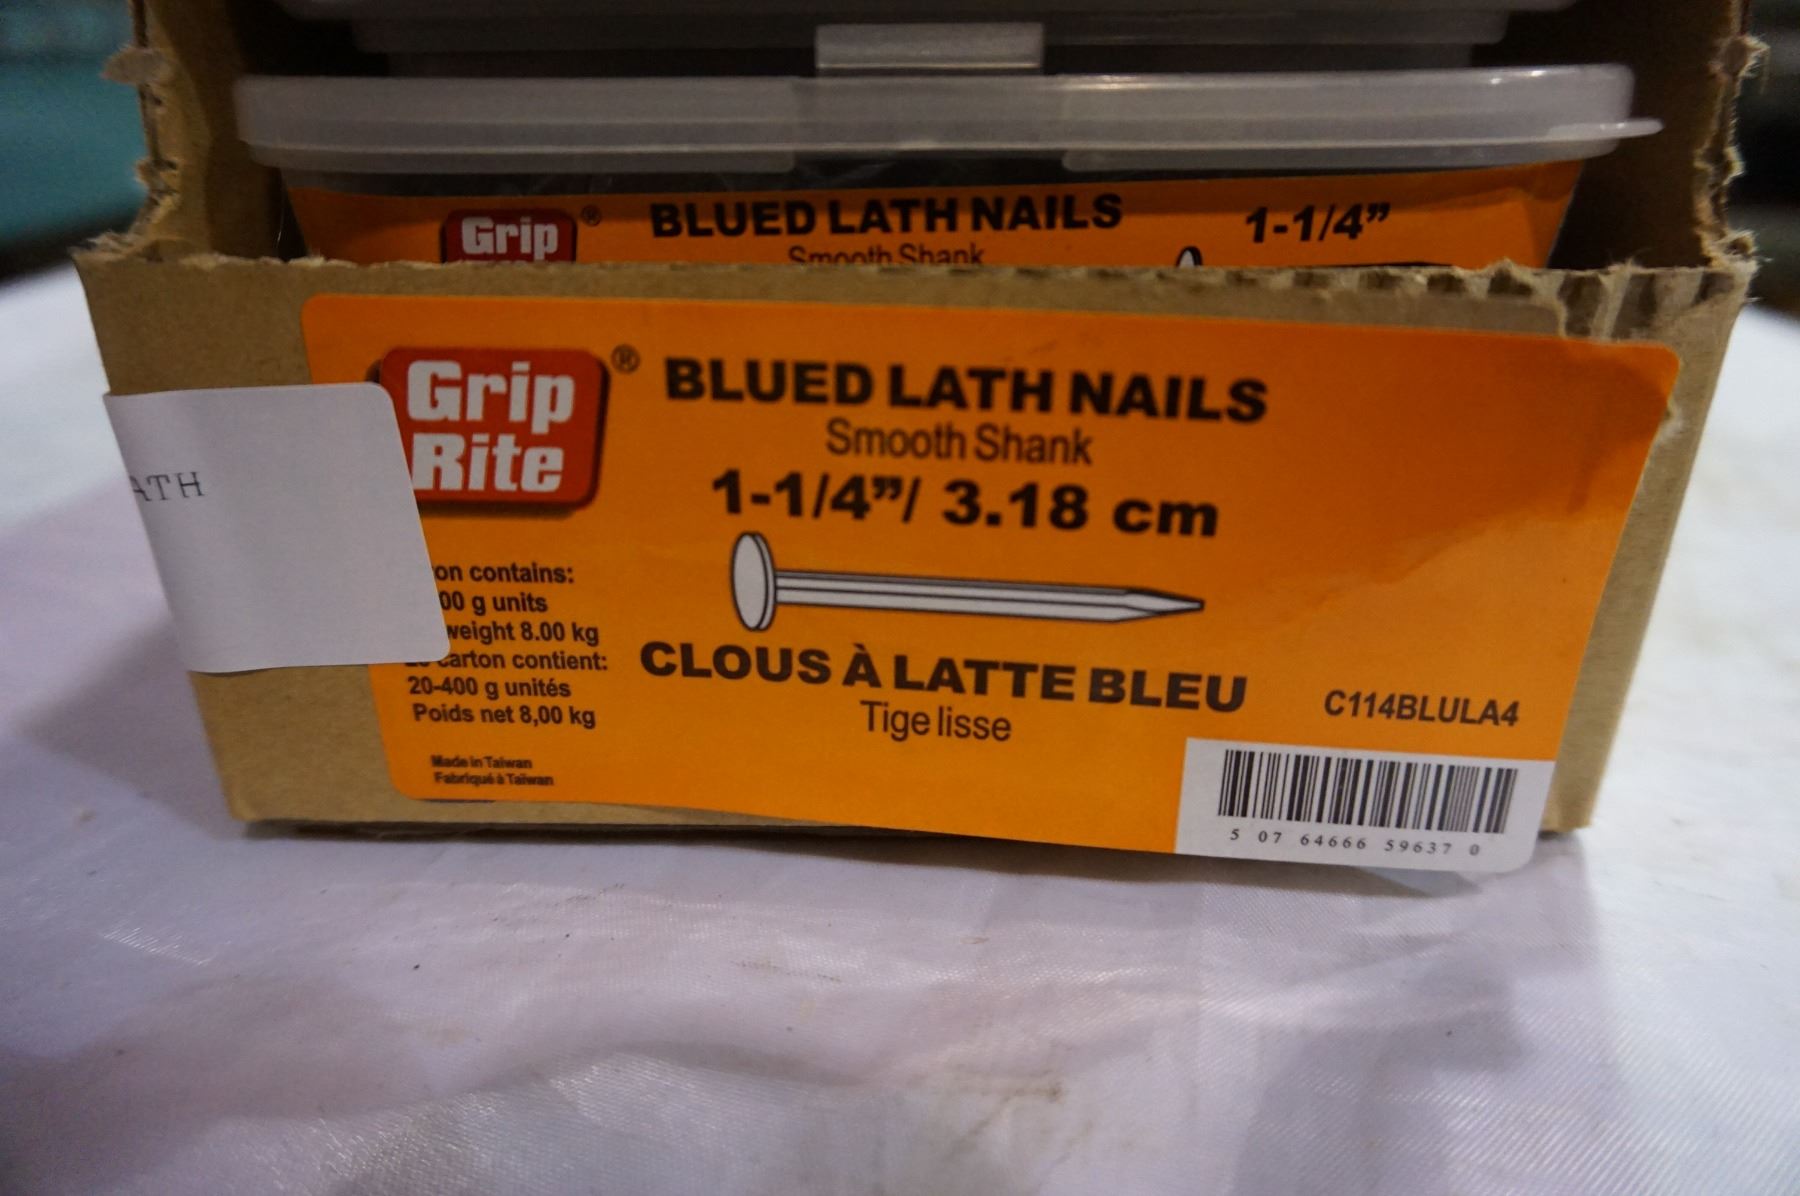 Grip
®
BLUED LATH NAILS
1-1/4”
Smooth Shank
Grip
Rite
®
BLUED LATH NAILS
Smooth Shank
1-1/4”/ 3.18 cm
ATH
contains:
g units
weight 8.00 kg
carton contient:
20-400 g unités
Poids net 8,00 kg
Made in Taiwan
Fabriqué à Taïwan
CLOUS À LATTE BLEU
Tige lisse
C114BLULA4
5 07 64666 59637 0